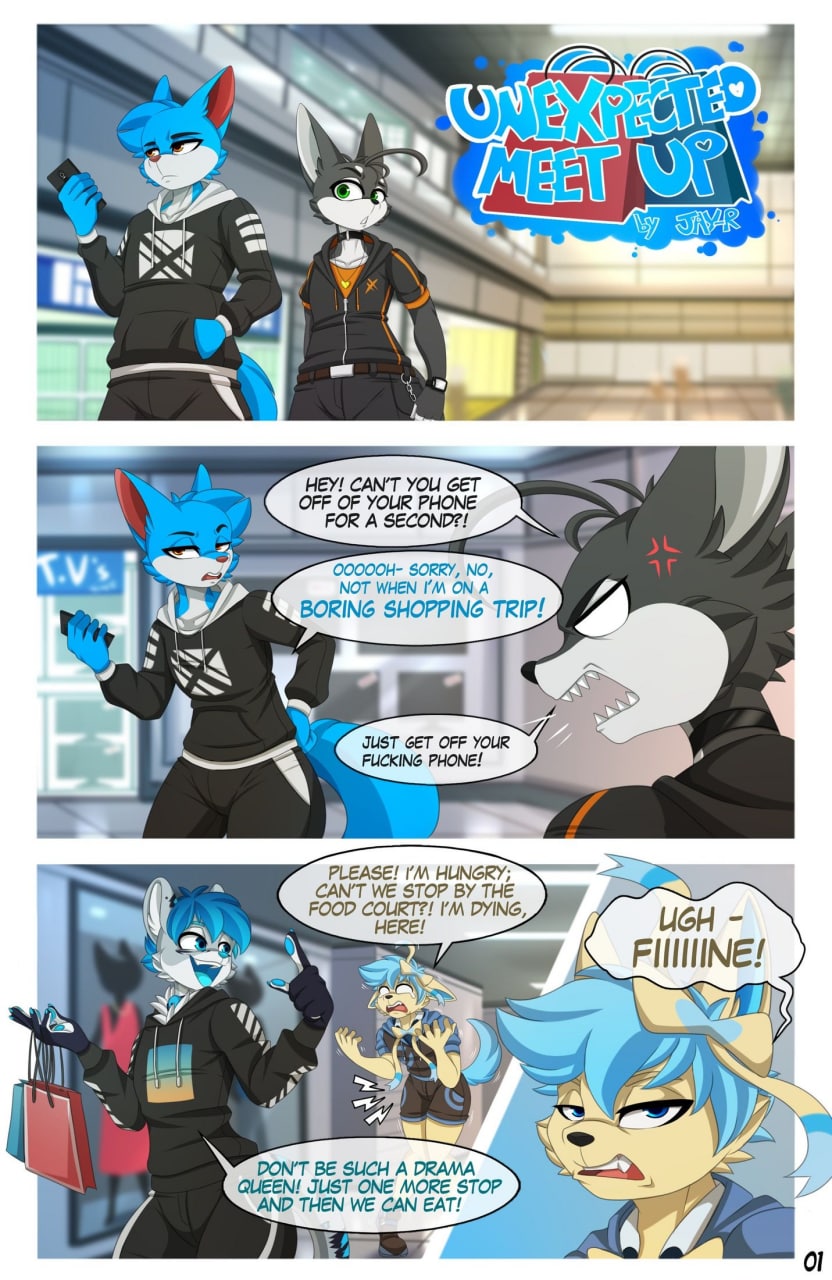 UNEXPECTED
MEET UP
by JAY-R
HEY! CAN'T YOU GET
OFF OF YOUR PHONE
FOR A SECOND?!
T.V's
OOOOOH- SORRY, NO,
NOT WHEN I'M ON A
BORING SHOPPING TRIP!
JUST GET OFF YOUR
FUCKING PHONE!
PLEASE! I'M HUNGRY;
CAN'T WE STOP BY THE
FOOD COURT?! I'M DYING,
HERE!
UGH -
FIIIIIINE!
DON'T BE SUCH A DRAMA
QUEEN! JUST ONE MORE STOP
AND THEN WE CAN EAT!
01